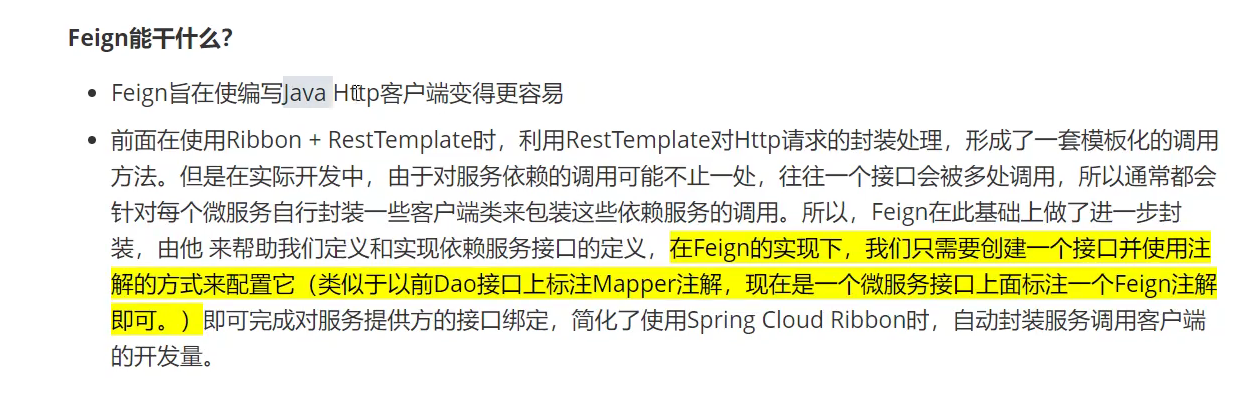 Feign能干什么?
Feign旨在使编写Java Http客户端变得更容易
前面在使用Ribbon + RestTemplate时，利用RestTemplate对Http请求的封装处理，形成了一套模板化的调用
方法。但是在实际开发中，由于对服务依赖的调用可能不止一处，往往一个接口会被多处调用，所以通常都会
针对每个微服务自行封装一些客户端类来包装这些依赖服务的调用。所以，Feign在此基础上做了进一步封
装，由他 来帮助我们定义和实现依赖服务接口的定义，在Feign的实现下，我们只需要创建一个接口并使用注
解的方式来配置它（类似于以前Dao接口上标注Mapper注解，现在是一个微服务接口上面标注一个Feign注解
即可。）即可完成对服务提供方的接口绑定，简化了使用Spring Cloud Ribbon时，自动封装服务调用客户端
的开发量。